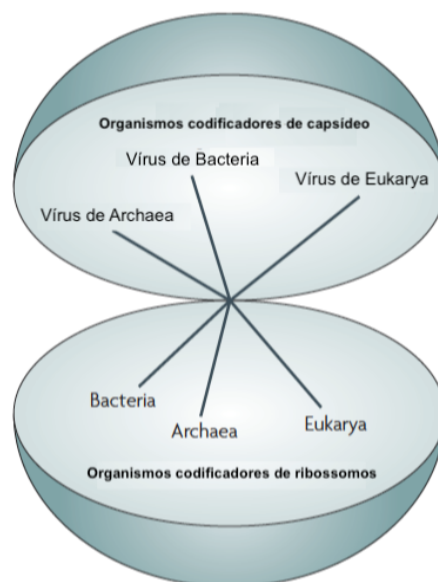 Organismos codificadores de capsídeo
Vírus de Bacteria
Vírus de Eukarya
Vírus de Archaea
Bacteria
Archaea
Eukarya
Organismos codificadores de ribossomos